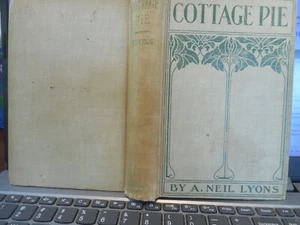 COTTAGE PIE
BY A. NEIL LYONS
COTTAGE
PIE
LYONS